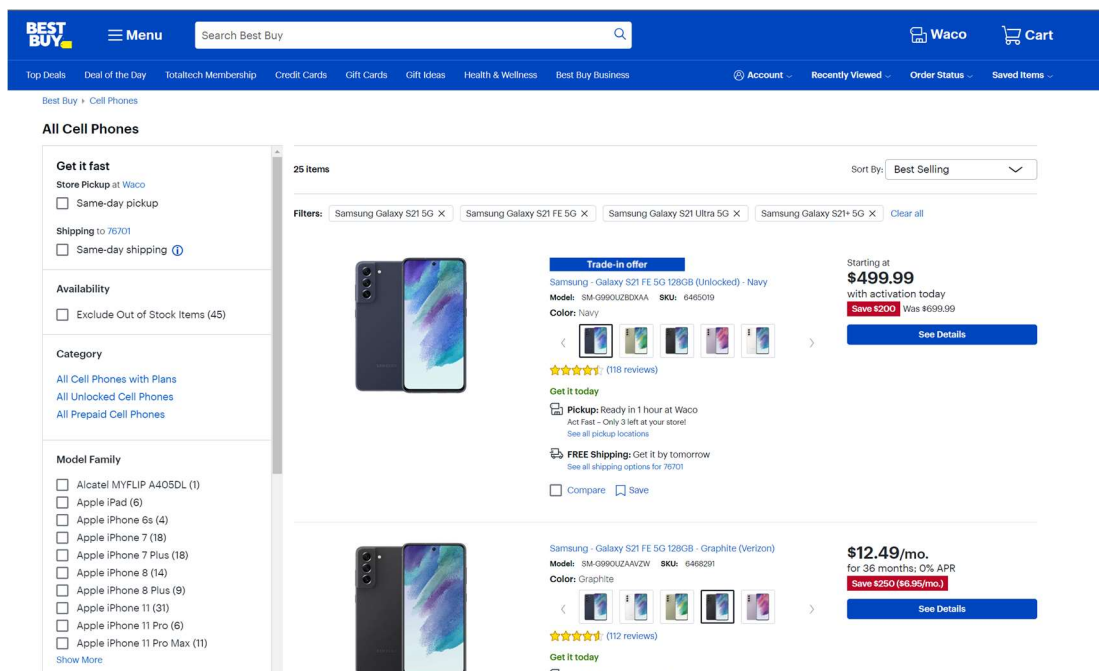 BEST BUY
Menu
Search Best Buy
Waco
Cart
Top Deals Deal of the Day Totaltech Membership Credit Cards Gift Cards Gift Ideas Health & Wellness Best Buy Business
Account Recently Viewed Order Status Saved Items
Best Buy Cell Phones
All Cell Phones
Get it fast
Store Pickup at Waco
Same-day pickup
Shipping to 76701
Same-day shipping
Availability
Exclude Out of Stock Items (45)
Category
All Cell Phones with Plans
All Unlocked Cell Phones
All Prepaid Cell Phones
Model Family
Alcatel MYFLIP A405DL (1)
Apple iPad (6)
Apple iPhone 6s (4)
Apple iPhone 7 (18)
Apple iPhone 7 Plus (18)
Apple iPhone 8 (14)
Apple iPhone 8 Plus (9)
Apple iPhone 11 (31)
Apple iPhone 11 Pro (6)
Apple iPhone 11 Pro Max (11)
Show More
25 items
Sort By: Best Selling
Filters: Samsung Galaxy S21 5G Samsung Galaxy S21 FE 5G Samsung Galaxy S21 Ultra 5G Samsung Galaxy S21+ 5G Clear all
Trade-in offer
Samsung - Galaxy S21 FE 5G 128GB (Unlocked) - Navy
Model: SM-G990UZBDXAA SKU: 6465019
Color: Navy
(118 reviews)
Get it today
Pickup: Ready in 1 hour at Waco
Act Fast – Only 3 left at your store!
See all pickup locations
FREE Shipping: Get it by tomorrow
See all shipping options for 76701
Compare Save
Starting at
$499.99
with activation today
Save $200 Was $699.99
See Details
Samsung - Galaxy S21 FE 5G 128GB - Graphite (Verizon)
Model: SM-G990UZAAVZW SKU: 6468291
Color: Graphite
(112 reviews)
Get it today
$12.49/mo.
for 36 months; 0% APR
Save $250 ($6.95/mo.)
See Details